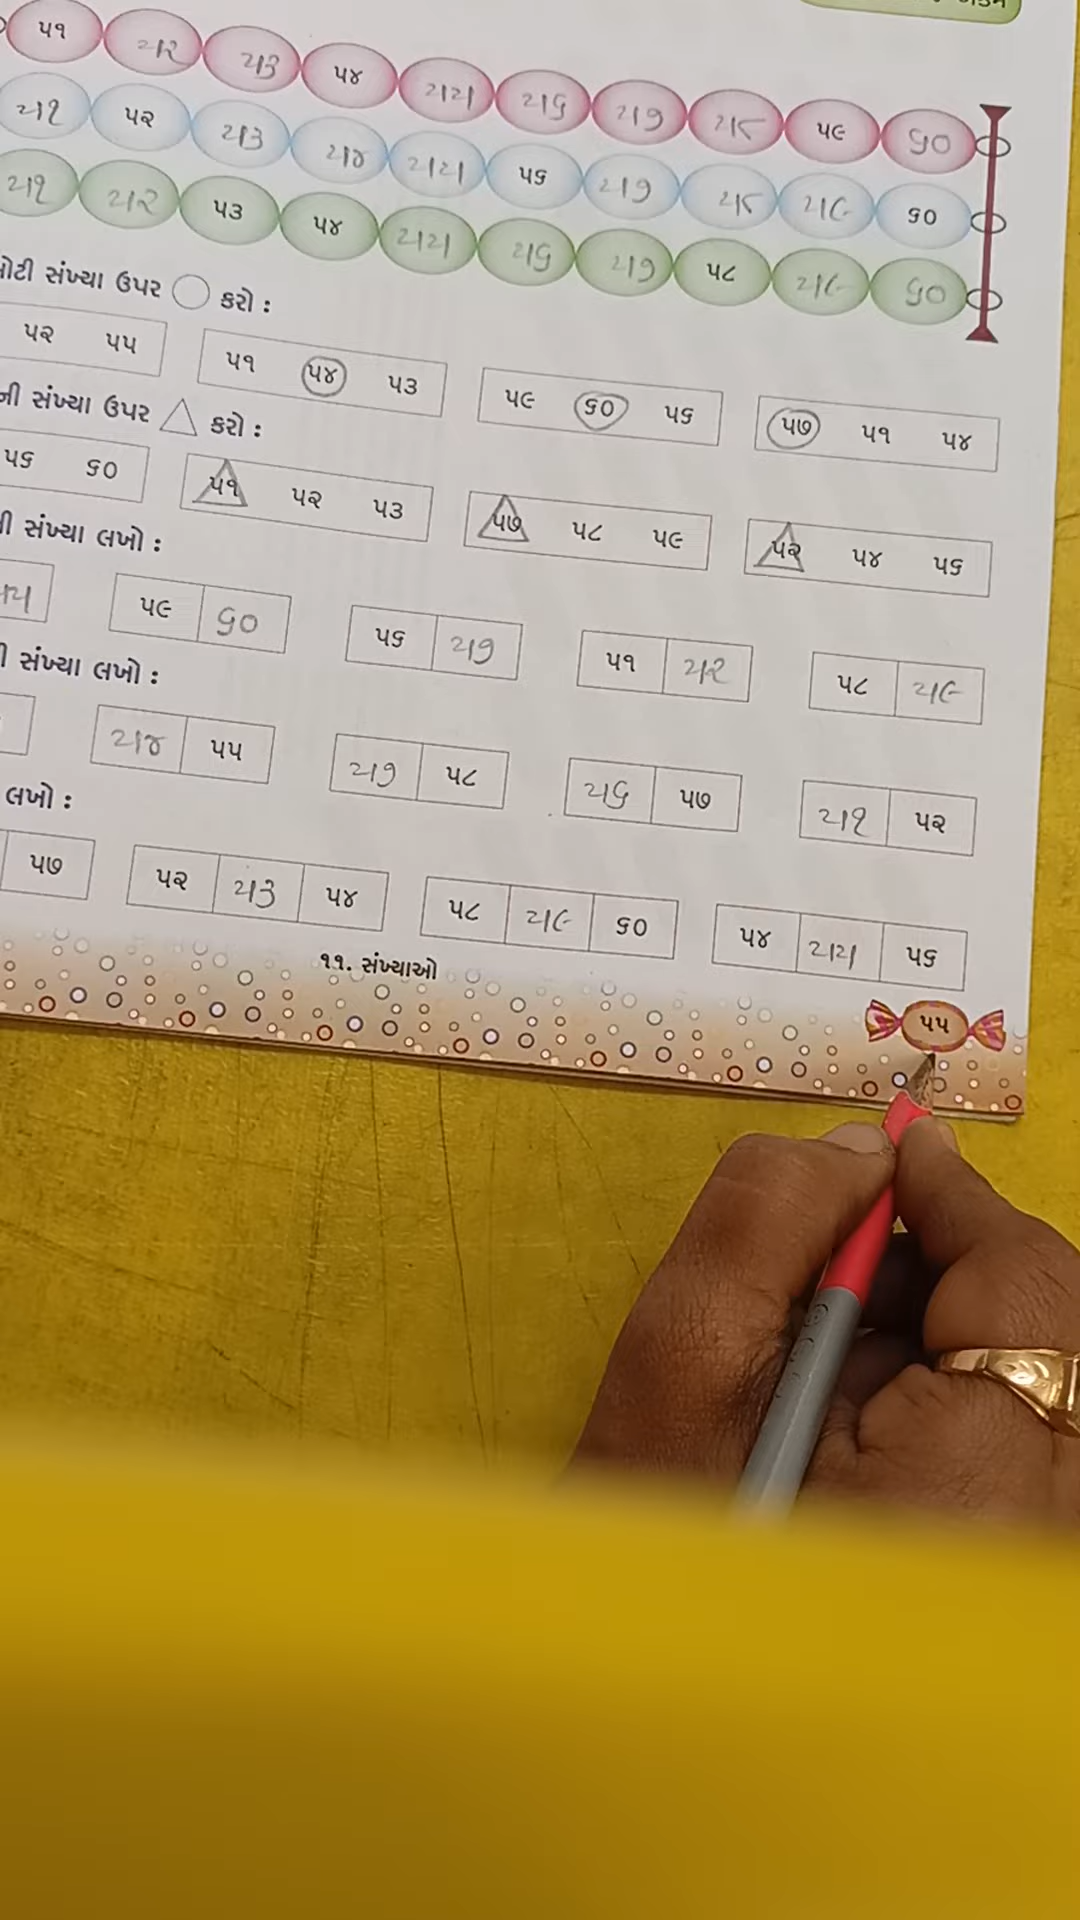 ૫૧ ૫૨ ૫૩ ૫૪ ૫૫ ૫૬ ૫૭ ૫૮ ૫૯ ૬૦
૫૧ ૫૨ ૫૩ ૫૪ ૫૫ ૫૬ ૫૭ ૫૮ ૫૯ ૬૦
૫૧ ૫૨ ૫૩ ૫૪ ૫૫ ૫૬ ૫૭ ૫૮ ૫૯ ૬૦
સંખ્યા ઉપર કરો :
૫૨ ૫૫ ૫૧ ૫૪ ૫૩ ૫૯ ૬૦ ૫૬ ૫૭ ૫૧ ૫૪
સંખ્યા ઉપર કરો :
૫૬ ૬૦ ૫૧ ૫૨ ૫૩ ૫૭ ૫૮ ૫૯ ૫૨ ૫૪ ૫૬
સંખ્યા લખો :
૫૯ ૬૦ ૫૬ ૫૭ ૫૧ ૫૨ ૫૮ ૫૯
સંખ્યા લખો :
૫૪ ૫૫ ૫૭ ૫૮ ૫૬ ૫૭ ૫૧ ૫૨
લખો :
૫૭ ૫૨ ૫૩ ૫૪ ૫૮ ૫૯ ૬૦ ૫૪ ૫૫ ૫૬
૧૧. સંખ્યાઓ
૫૫